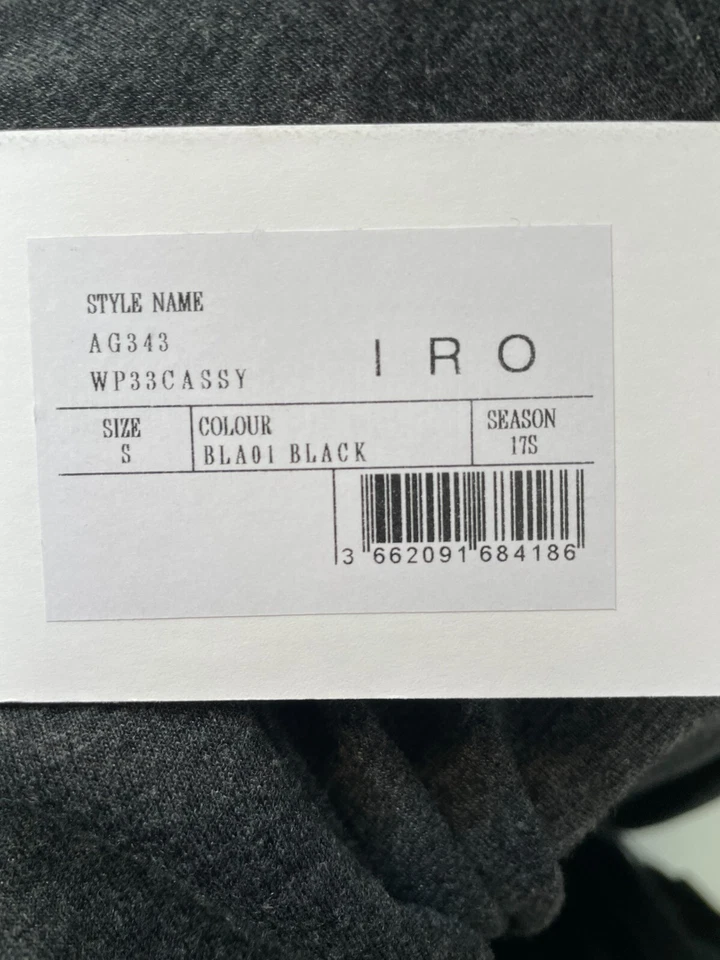 STYLE NAME
AG343
WP33CASSY
IRO
SIZE
S
COLOUR
BLA01 BLACK
SEASON
17S
3 662091 684186